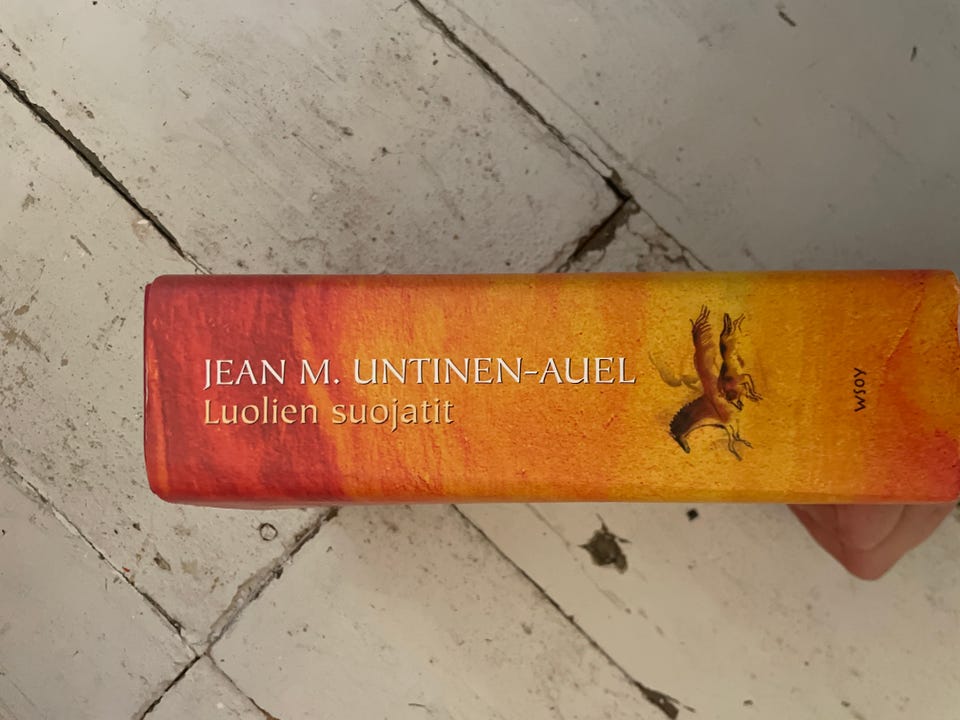 JEAN M. UNTINEN-AUEL
Luolien suojatit
WSOY